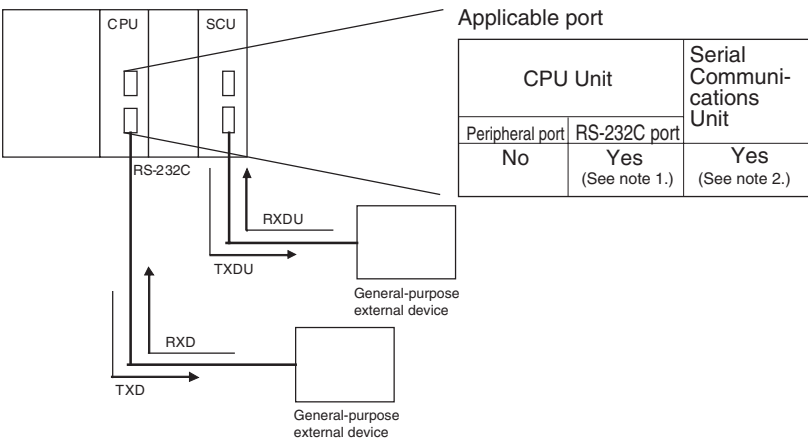 CPU
SCU
Applicable port
CPU Unit
Serial
Communi-
cations
Unit
Peripheral port
RS-232C port
No
Yes
(See note 1.)
Yes
(See note 2.)
RS-232C
RXDU
TXDU
General-purpose
external device
RXD
TXD
General-purpose
external device